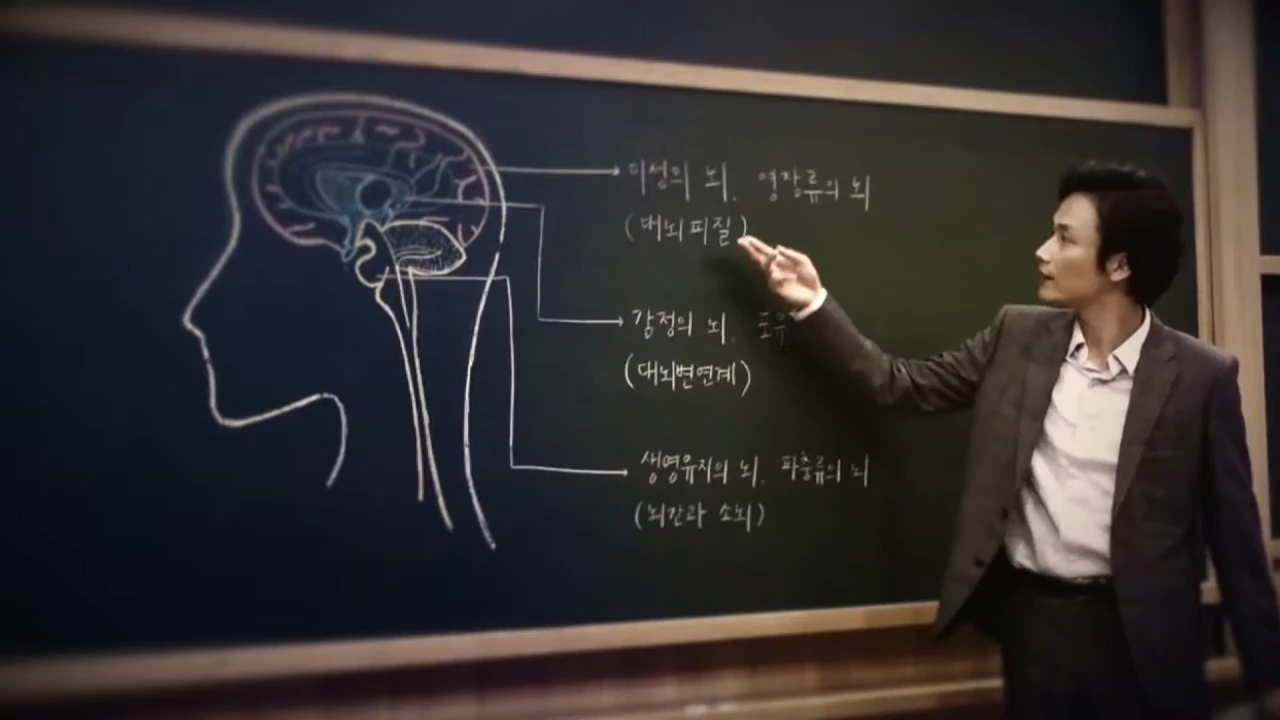 이성의 뇌. 영장류의 뇌
(대뇌피질)
감정의 뇌.
(대뇌변연계)
생명유지의 뇌. 파충류의 뇌
(뇌간과 소뇌)